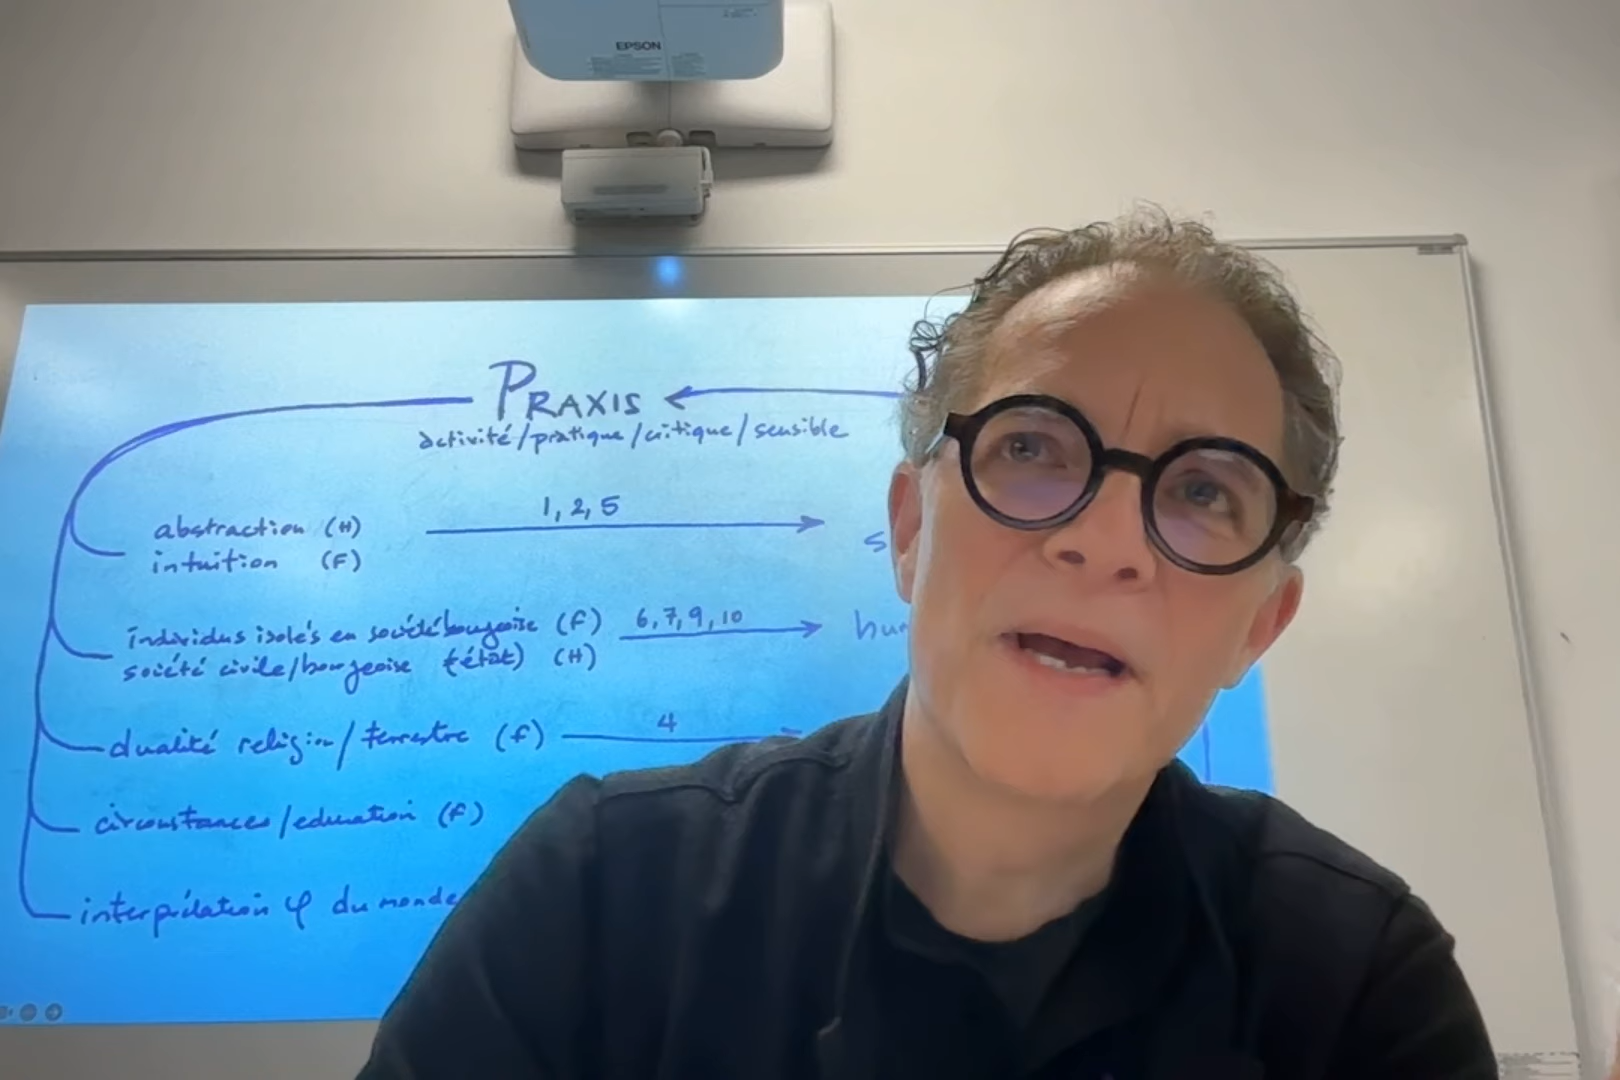 EPSON
PRAXIS
activité/pratique/critique/sensible
1, 2, 5
abstraction (H)
intuition (F)
s
individus isolés en société bourgeoise (F)
6, 7, 9, 10
hum
société civile/bourgeoise (état) (H)
dualité religion/terrestre (F)
4
circonstances/education (F)
interprétation φ du monde